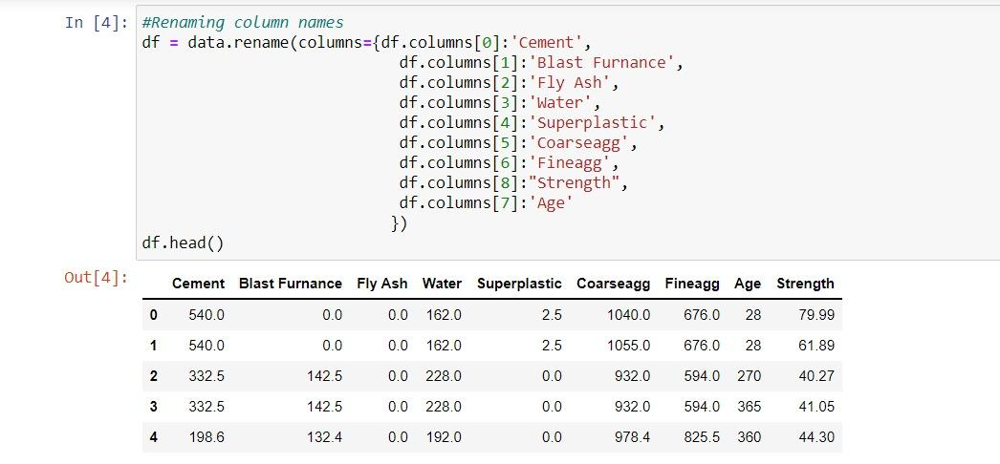 In [4]: #Renaming column names
df = data.rename(columns={df.columns[0]:'Cement',
df.columns[1]:'Blast Furnance',
df.columns[2]:'Fly Ash',
df.columns[3]:'Water',
df.columns[4]:'Superplastic',
df.columns[5]:'Coarseagg',
df.columns[6]:'Fineagg',
df.columns[8]:"Strength",
df.columns[7]:'Age'
})
df.head()
Out[4]:
Cement Blast Furnance Fly Ash Water Superplastic Coarseagg Fineagg Age Strength
0 540.0 0.0 0.0 162.0 2.5 1040.0 676.0 28 79.99
1 540.0 0.0 0.0 162.0 2.5 1055.0 676.0 28 61.89
2 332.5 142.5 0.0 228.0 0.0 932.0 594.0 270 40.27
3 332.5 142.5 0.0 228.0 0.0 932.0 594.0 365 41.05
4 198.6 132.4 0.0 192.0 0.0 978.4 825.5 360 44.30